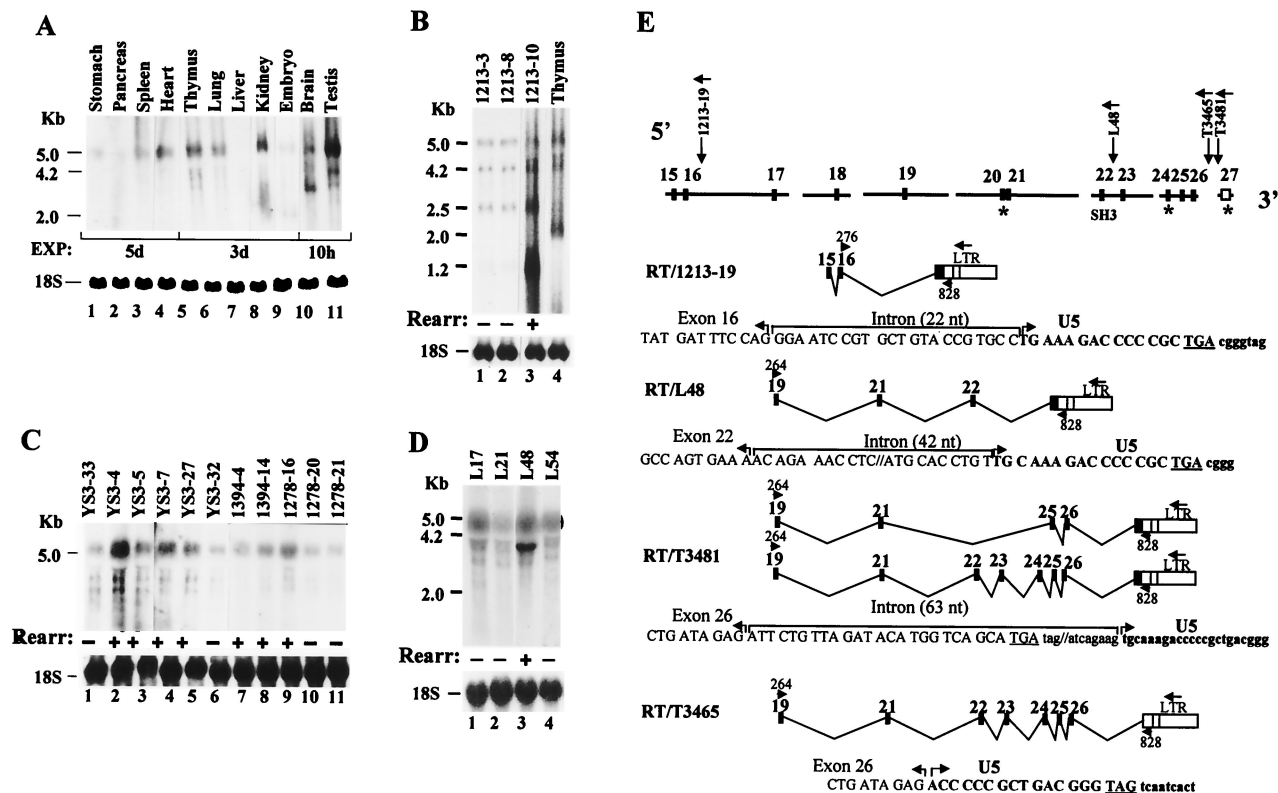 A
Stomach Pancreas Spleen Heart Thymus Lung Liver Kidney Embryo Brain Testis
Kb
5.0
4.2
2.0
EXP: 5d 3d 10h
18S
1 2 3 4 5 6 7 8 9 10 11
B
1213-3 1213-8 1213-10 Thymus
Kb
5.0
4.2
2.5
2.0
1.2
Rearr: − − +
18S
1 2 3 4
C
YS3-33 YS3-4 YS3-5 YS3-7 YS3-27 YS3-32 1394-4 1394-14 1278-16 1278-20 1278-21
Kb
5.0
Rearr: − + + + + − + + + − −
18S
1 2 3 4 5 6 7 8 9 10 11
D
L17 L21 L48 L54
Kb
5.0
4.2
2.0
Rearr: − − + −
18S
1 2 3 4
E
1213-19 L48 T3465 T3481
5’
15 16 17 18 19 20 21 22 23 24 25 26 27
* SH3 * *
3’
276
RT/1213-19 15 16 LTR
828
Exon 16 Intron (22 nt) U5
TAT GAT TTC CAG GGA ATC CGT GCT GTA CCG TGC CTG AAA GAC CCC CGC TGA cgggtag
264
RT/L48 19 21 22 LTR
828
Exon 22 Intron (42 nt) U5
GCC AGT GAA AAC AGA AAC CTC//ATG CAC CTG TTG CAA AGA CCC CCG C TGA cggg
264
19 21 25 26 LTR
828
RT/T3481
264
19 21 22 23 24 25 26 LTR
828
Exon 26 Intron (63 nt) U5
CTG ATA GAG ATT CTG TTA GAT ACA TGG TCA GCA TGA tag//atcagaag tgcaaagacccccgctgacggg
264
RT/T3465 19 21 22 23 24 25 26 LTR
828
Exon 26 U5
CTG ATA GAG ACC CCC GCT GAC GGG TAG tcaatcact